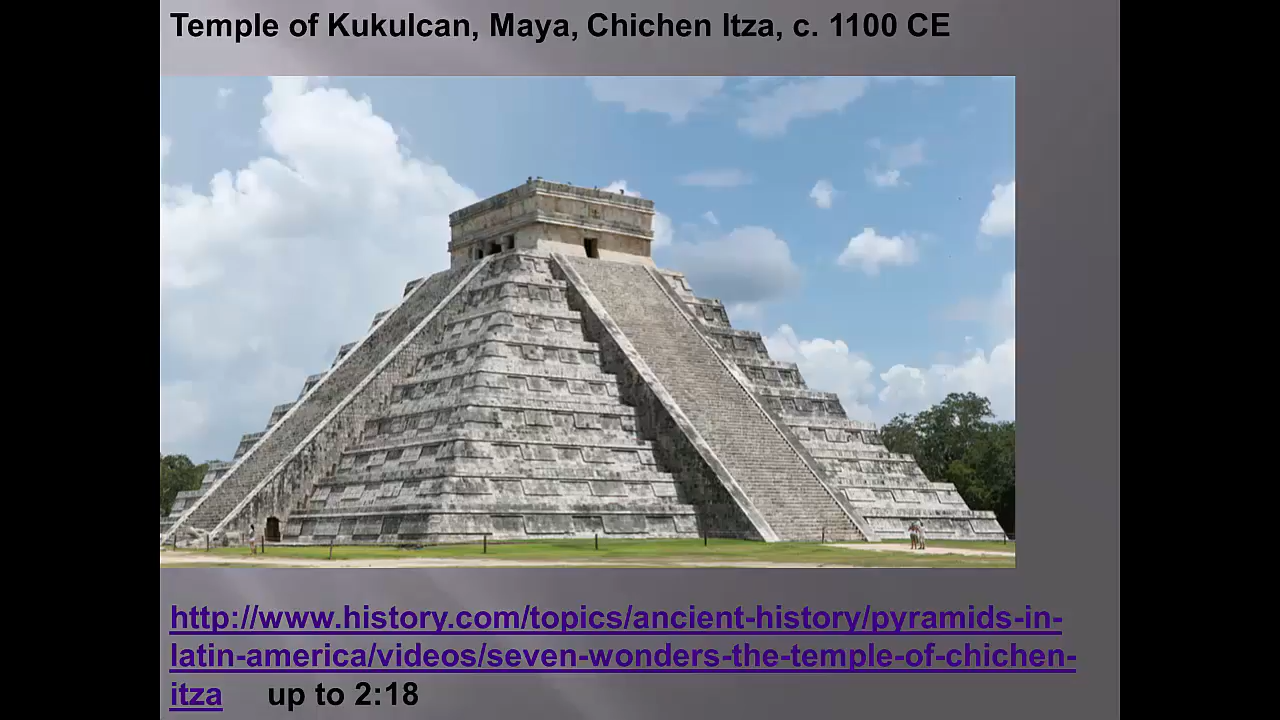 Temple of Kukulcan, Maya, Chichen Itza, c. 1100 CE
http://www.history.com/topics/ancient-history/pyramids-in-
latin-america/videos/seven-wonders-the-temple-of-chichen-
itza up to 2:18